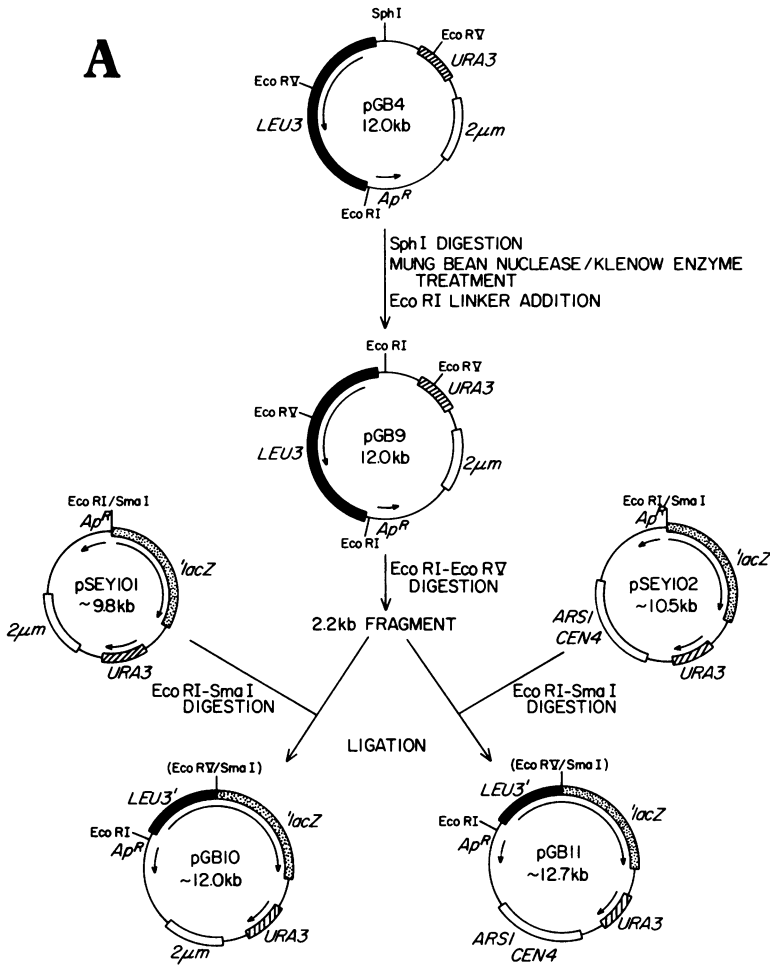 A
Sph I
Eco RV
URA3
Eco RV
LEU3
pGB4
12.0kb
2μm
Ap^R
Eco RI
Sph I DIGESTION
MUNG BEAN NUCLEASE/KLENOW ENZYME
TREATMENT
Eco RI LINKER ADDITION
Eco RI
Eco RV
URA3
Eco RV
LEU3
pGB9
12.0kb
2μm
Ap^R
Eco RI
Eco RI/Sma I
Ap^R
'lacZ
pSEY101
~9.8kb
2μm
URA3
Eco RI-Eco RV
DIGESTION
2.2kb FRAGMENT
Eco RI/Sma I
Ap^R
'lacZ
pSEY102
~10.5kb
ARS1
CEN4
URA3
Eco RI-Sma I
DIGESTION
Eco RI-Sma I
DIGESTION
LIGATION
(Eco RV/Sma I)
LEU3'
'lacZ
Eco RI
Ap^R
pGB10
~12.0kb
2μm
URA3
(Eco RV/Sma I)
LEU3'
'lacZ
Eco RI
Ap^R
pGB11
~12.7kb
ARS1
CEN4
URA3